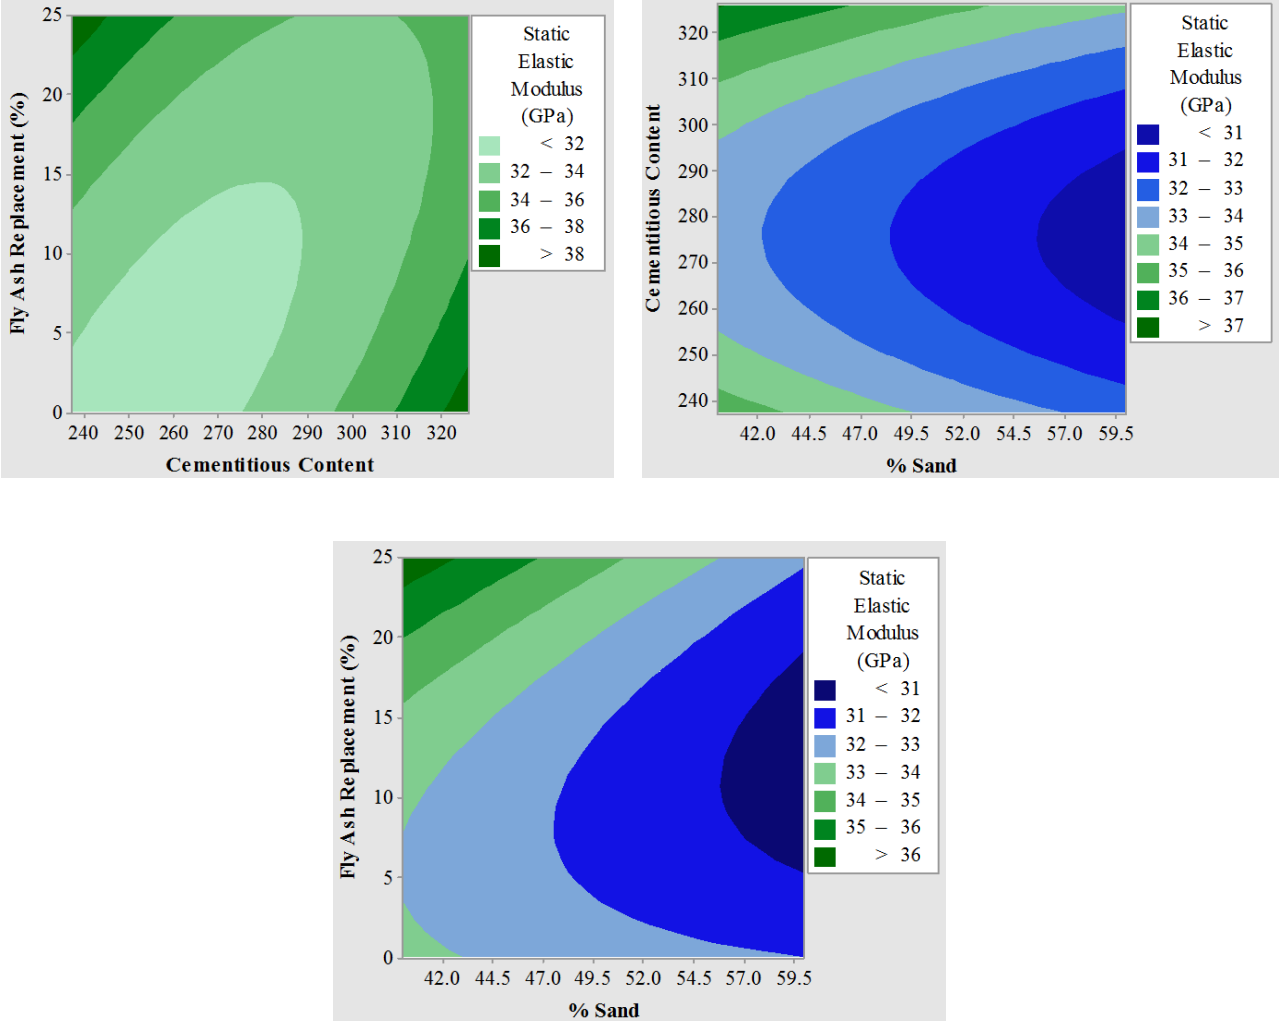 25
20
15
10
5
0
Fly Ash Replacement (%)
240 250 260 270 280 290 300 310 320
Cementitious Content
Static
Elastic
Modulus
(GPa)
< 32
32 – 34
34 – 36
36 – 38
> 38
320
310
300
290
280
270
260
250
240
Cementitious Content
42.0 44.5 47.0 49.5 52.0 54.5 57.0 59.5
% Sand
Static
Elastic
Modulus
(GPa)
< 31
31 – 32
32 – 33
33 – 34
34 – 35
35 – 36
36 – 37
> 37
25
20
15
10
5
0
Fly Ash Replacement (%)
42.0 44.5 47.0 49.5 52.0 54.5 57.0 59.5
% Sand
Static
Elastic
Modulus
(GPa)
< 31
31 – 32
32 – 33
33 – 34
34 – 35
35 – 36
> 36